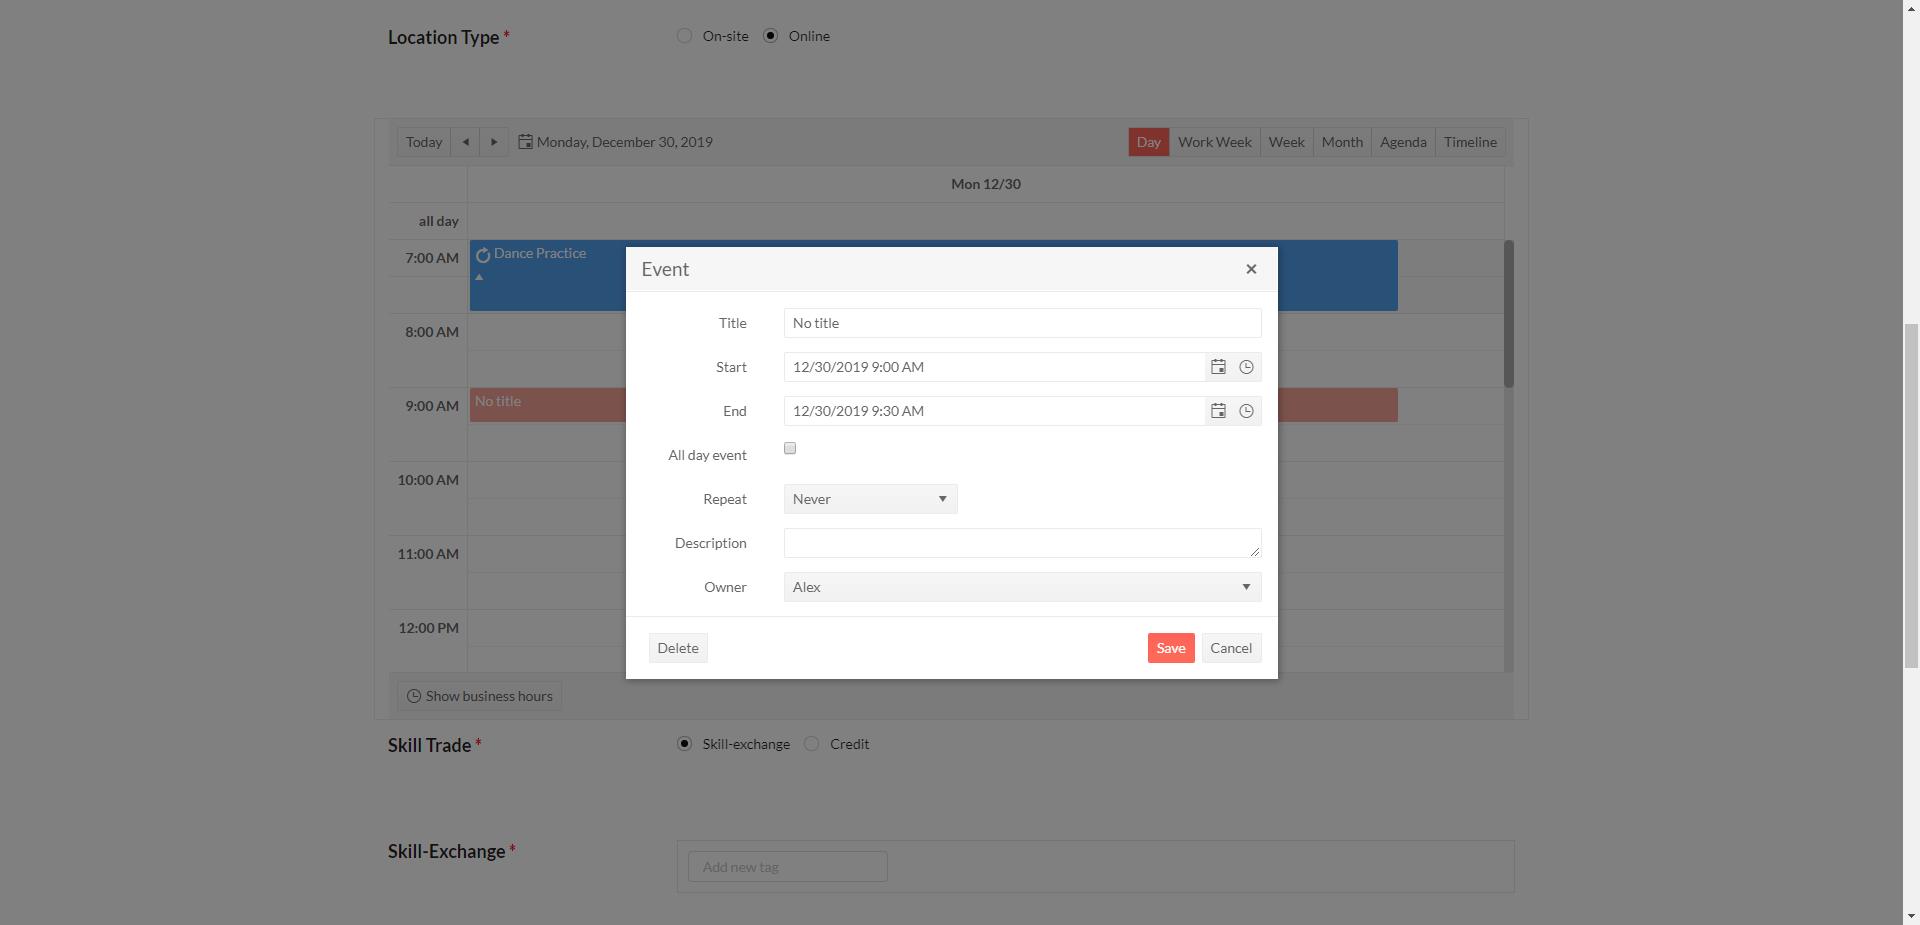 Location Type *
On-site
Online
Today
Monday, December 30, 2019
Day
Work Week
Week
Month
Agenda
Timeline
Mon 12/30
all day
7:00 AM
Dance Practice
8:00 AM
9:00 AM
No title
10:00 AM
11:00 AM
12:00 PM
Show business hours
Event
Title
No title
Start
12/30/2019 9:00 AM
End
12/30/2019 9:30 AM
All day event
Repeat
Never
Description
Owner
Alex
Delete
Save
Cancel
Skill Trade *
Skill-exchange
Credit
Skill-Exchange *
Add new tag